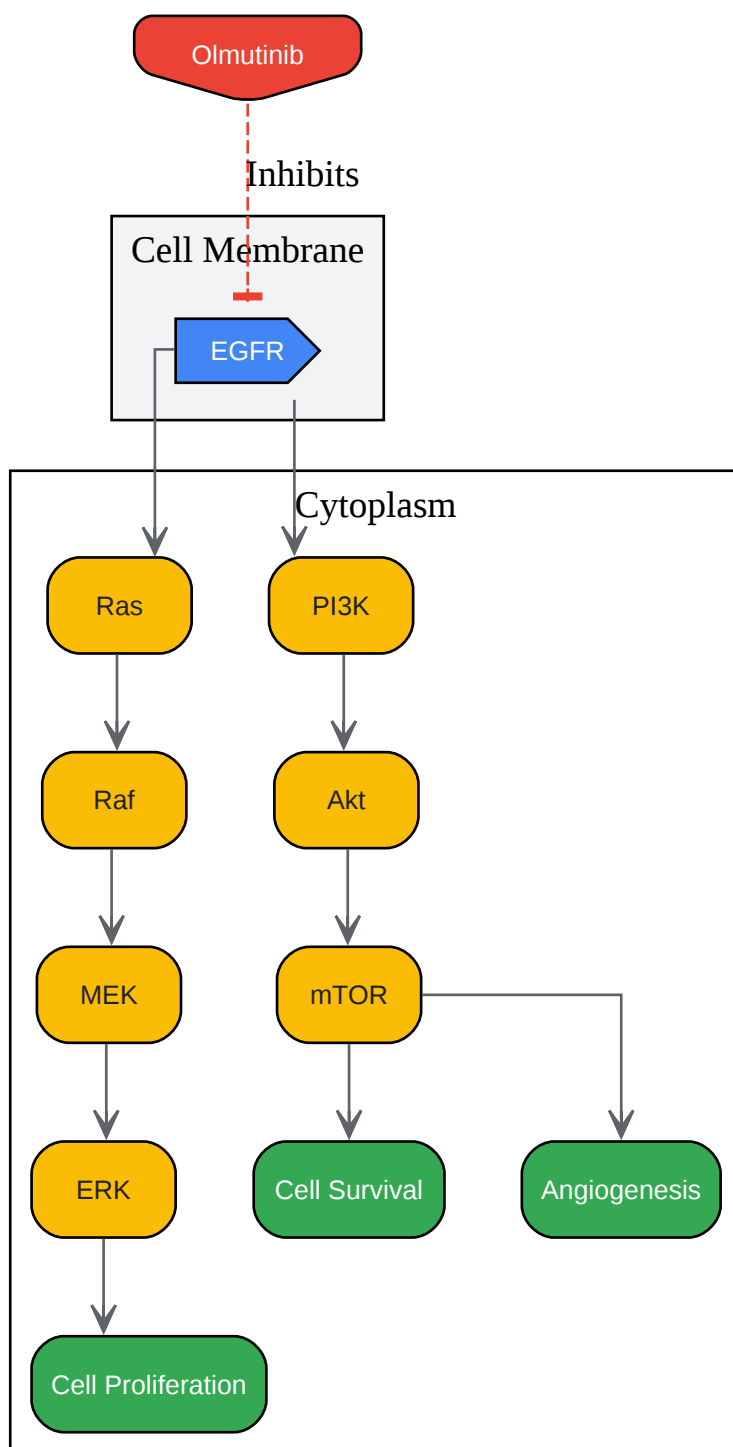 Olmutinib
Inhibits
Cell Membrane
EGFR
Cytoplasm
Ras
PI3K
Raf
Akt
MEK
mTOR
ERK
Cell Survival
Angiogenesis
Cell Proliferation